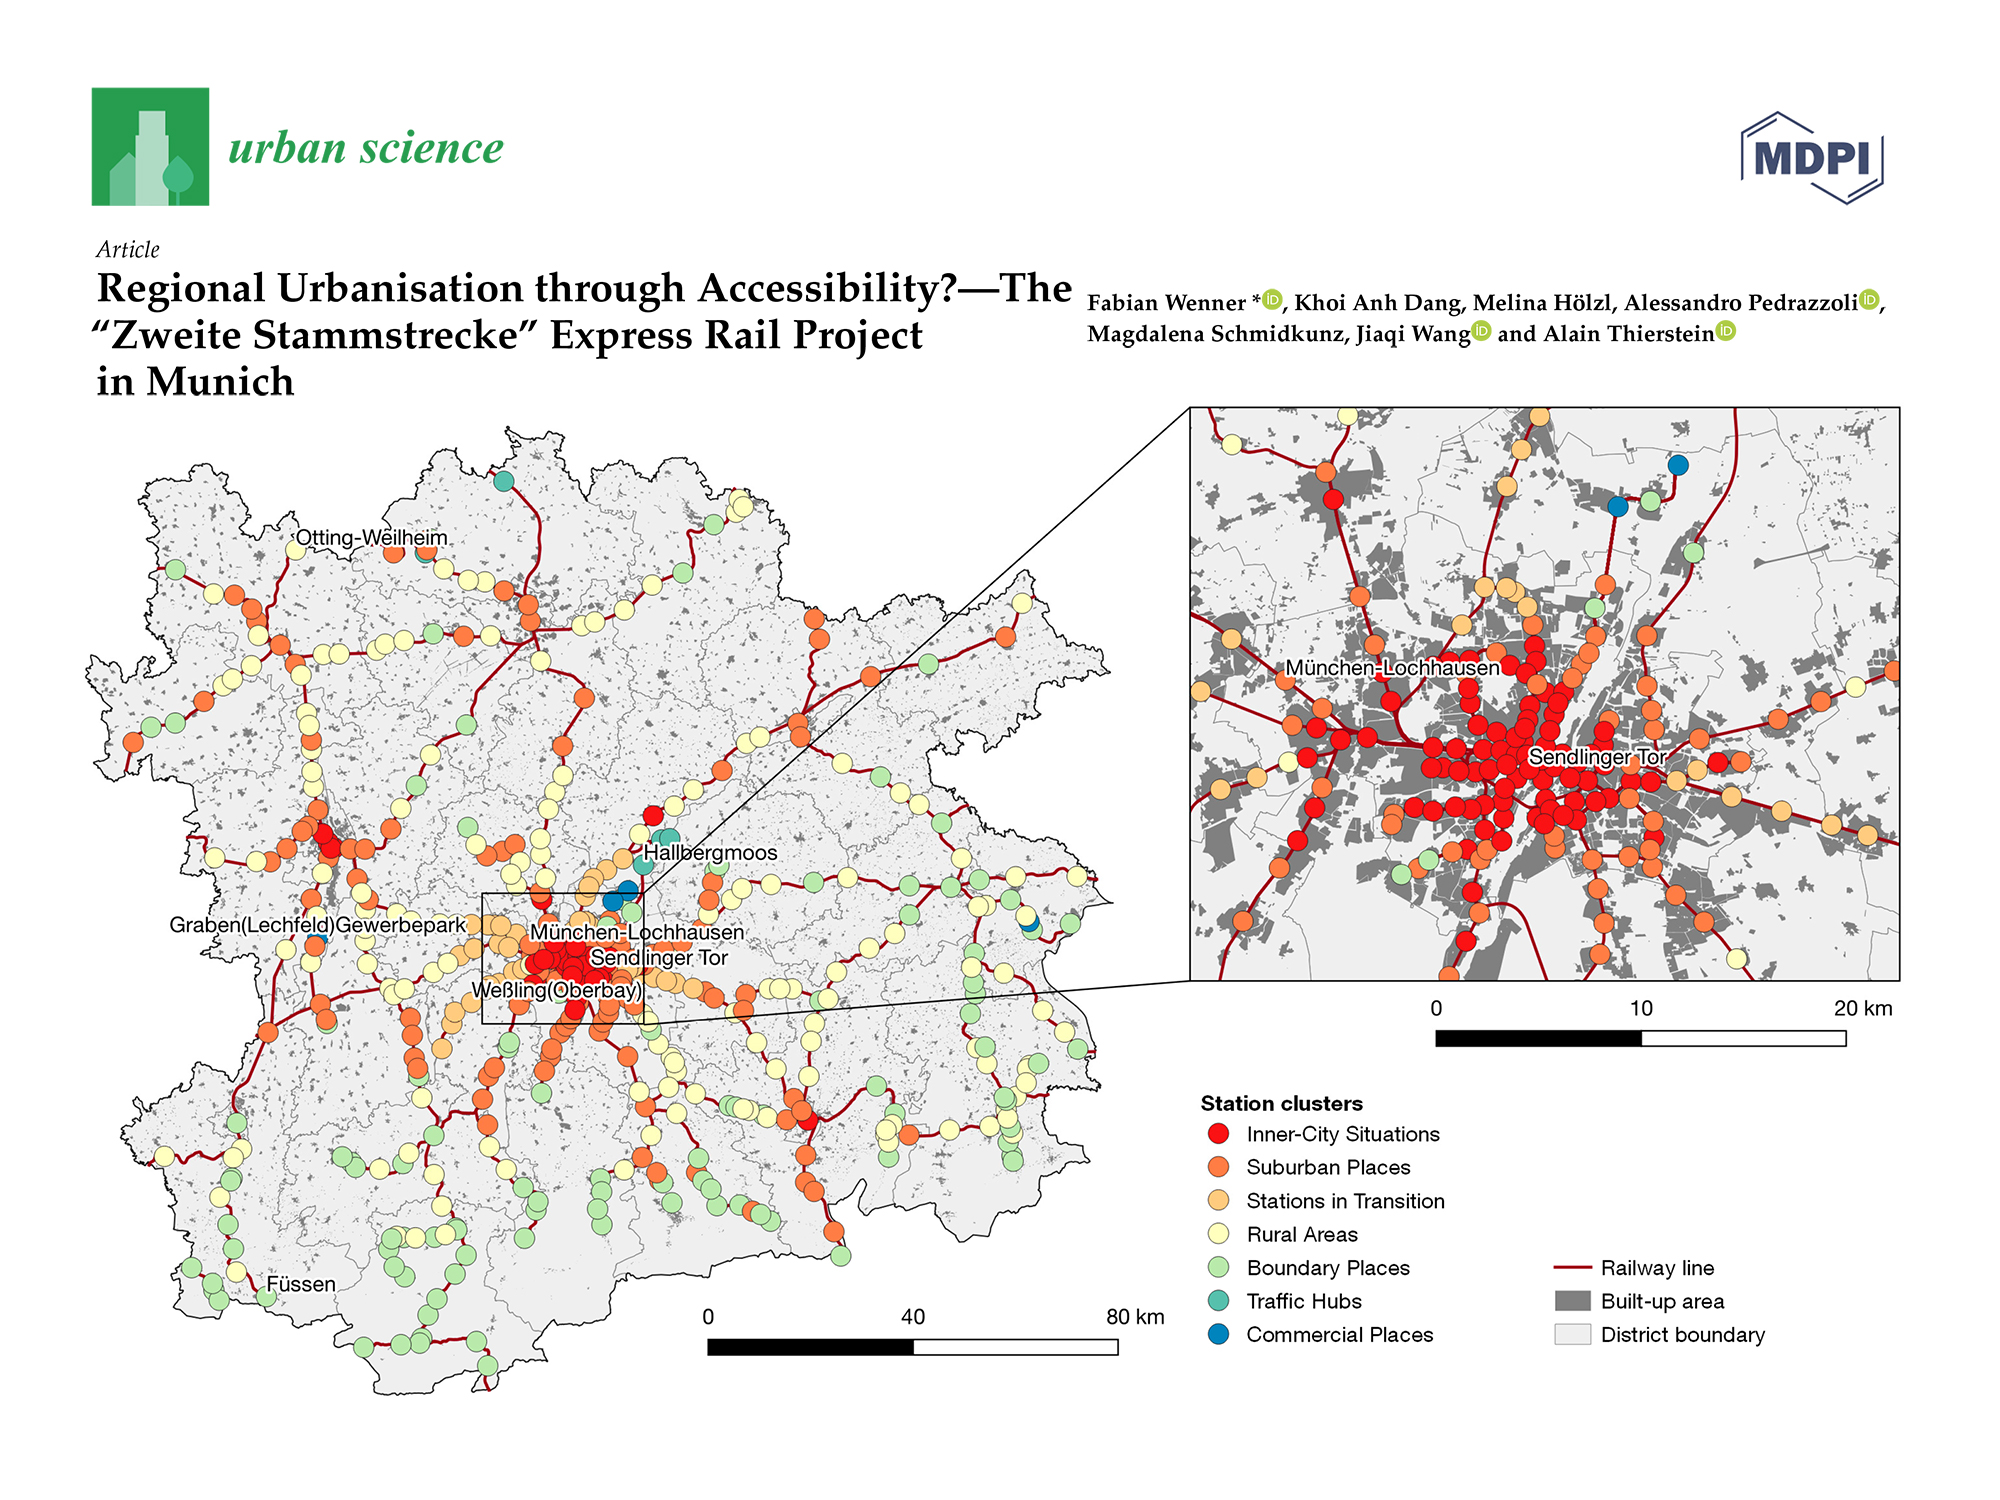 urban science
MDPI
Article
Regional Urbanisation through Accessibility?—The
“Zweite Stammstrecke” Express Rail Project
in Munich
Fabian Wenner * iD, Khoi Anh Dang, Melina Hölzl, Alessandro Pedrazzoli iD,
Magdalena Schmidkunz, Jiaqi Wang iD and Alain Thierstein iD
Otting-Weilheim
Hallbergmoos
Graben(Lechfeld)Gewerbepark
München-Lochhausen
Sendlinger Tor
Weßling(Oberbay)
Füssen
0 40 80 km
München-Lochhausen
Sendlinger Tor
0 10 20 km
Station clusters
Inner-City Situations
Suburban Places
Stations in Transition
Rural Areas
Boundary Places
Traffic Hubs
Commercial Places
Railway line
Built-up area
District boundary